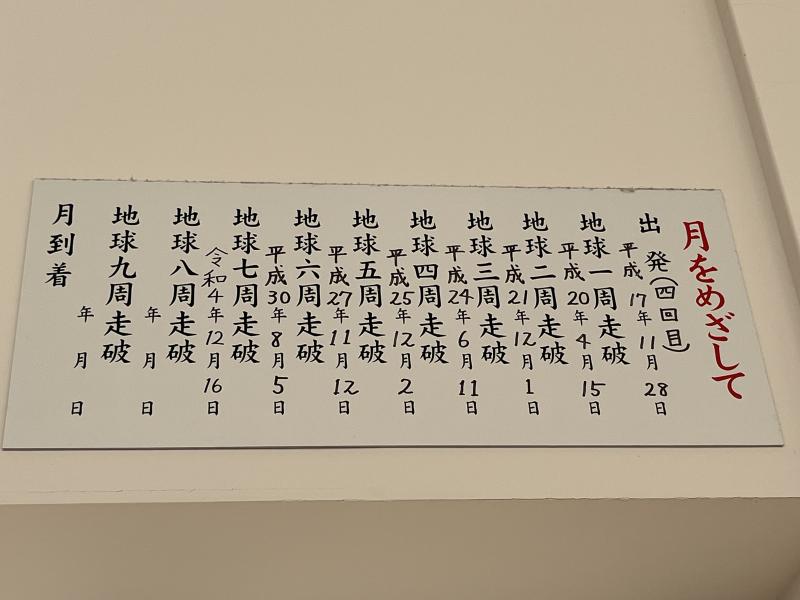 月をめざして
出発(四回目)
平成17年11月28日
地球一周走破
平成20年4月15日
地球二周走破
平成21年12月1日
地球三周走破
平成24年6月11日
地球四周走破
平成25年12月2日
地球五周走破
平成27年11月12日
地球六周走破
平成30年8月5日
地球七周走破
令和4年12月16日
地球八周走破
年月日
地球九周走破
年月日
月到着